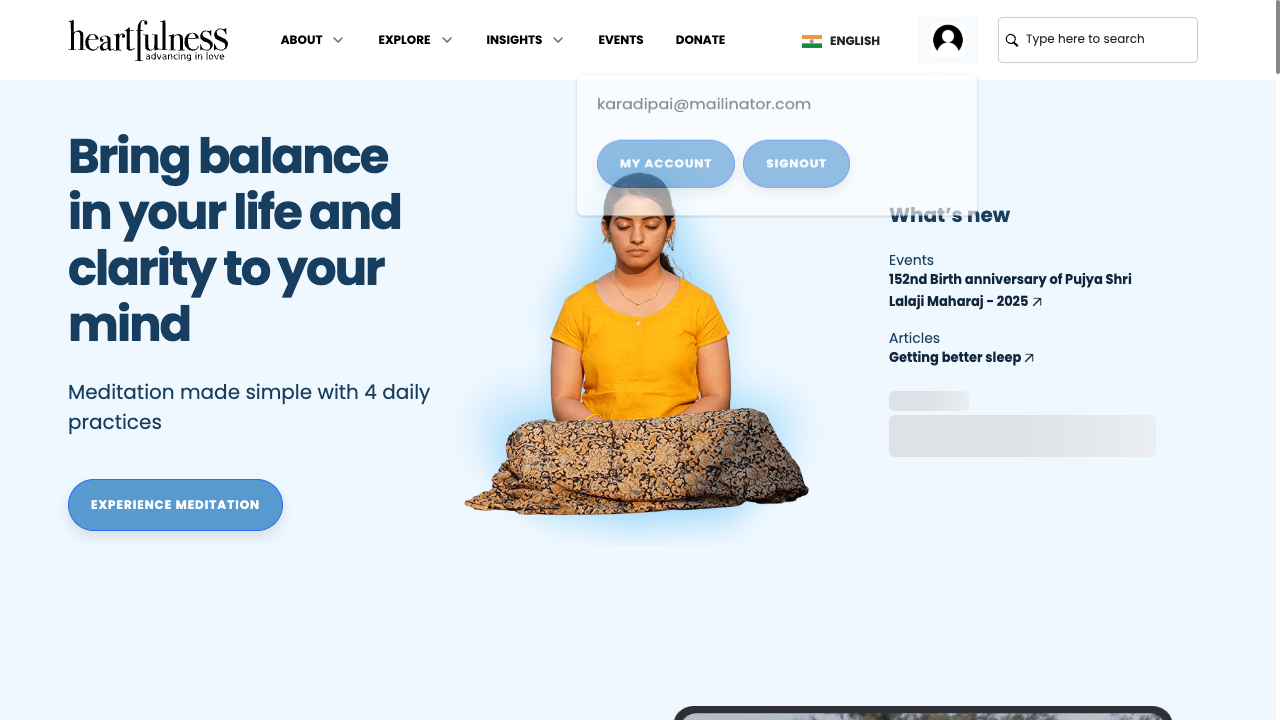 heartfulness
advancing in love
ABOUT
EXPLORE
INSIGHTS
EVENTS
DONATE
ENGLISH
Type here to search
karadipai@mailinator.com
MY ACCOUNT
SIGNOUT
Bring balance
in your life and
clarity to your
mind
Meditation made simple with 4 daily
practices
EXPERIENCE MEDITATION
What's new
Events
152nd Birth anniversary of Pujya Shri
Lalaji Maharaj - 2025
Articles
Getting better sleep